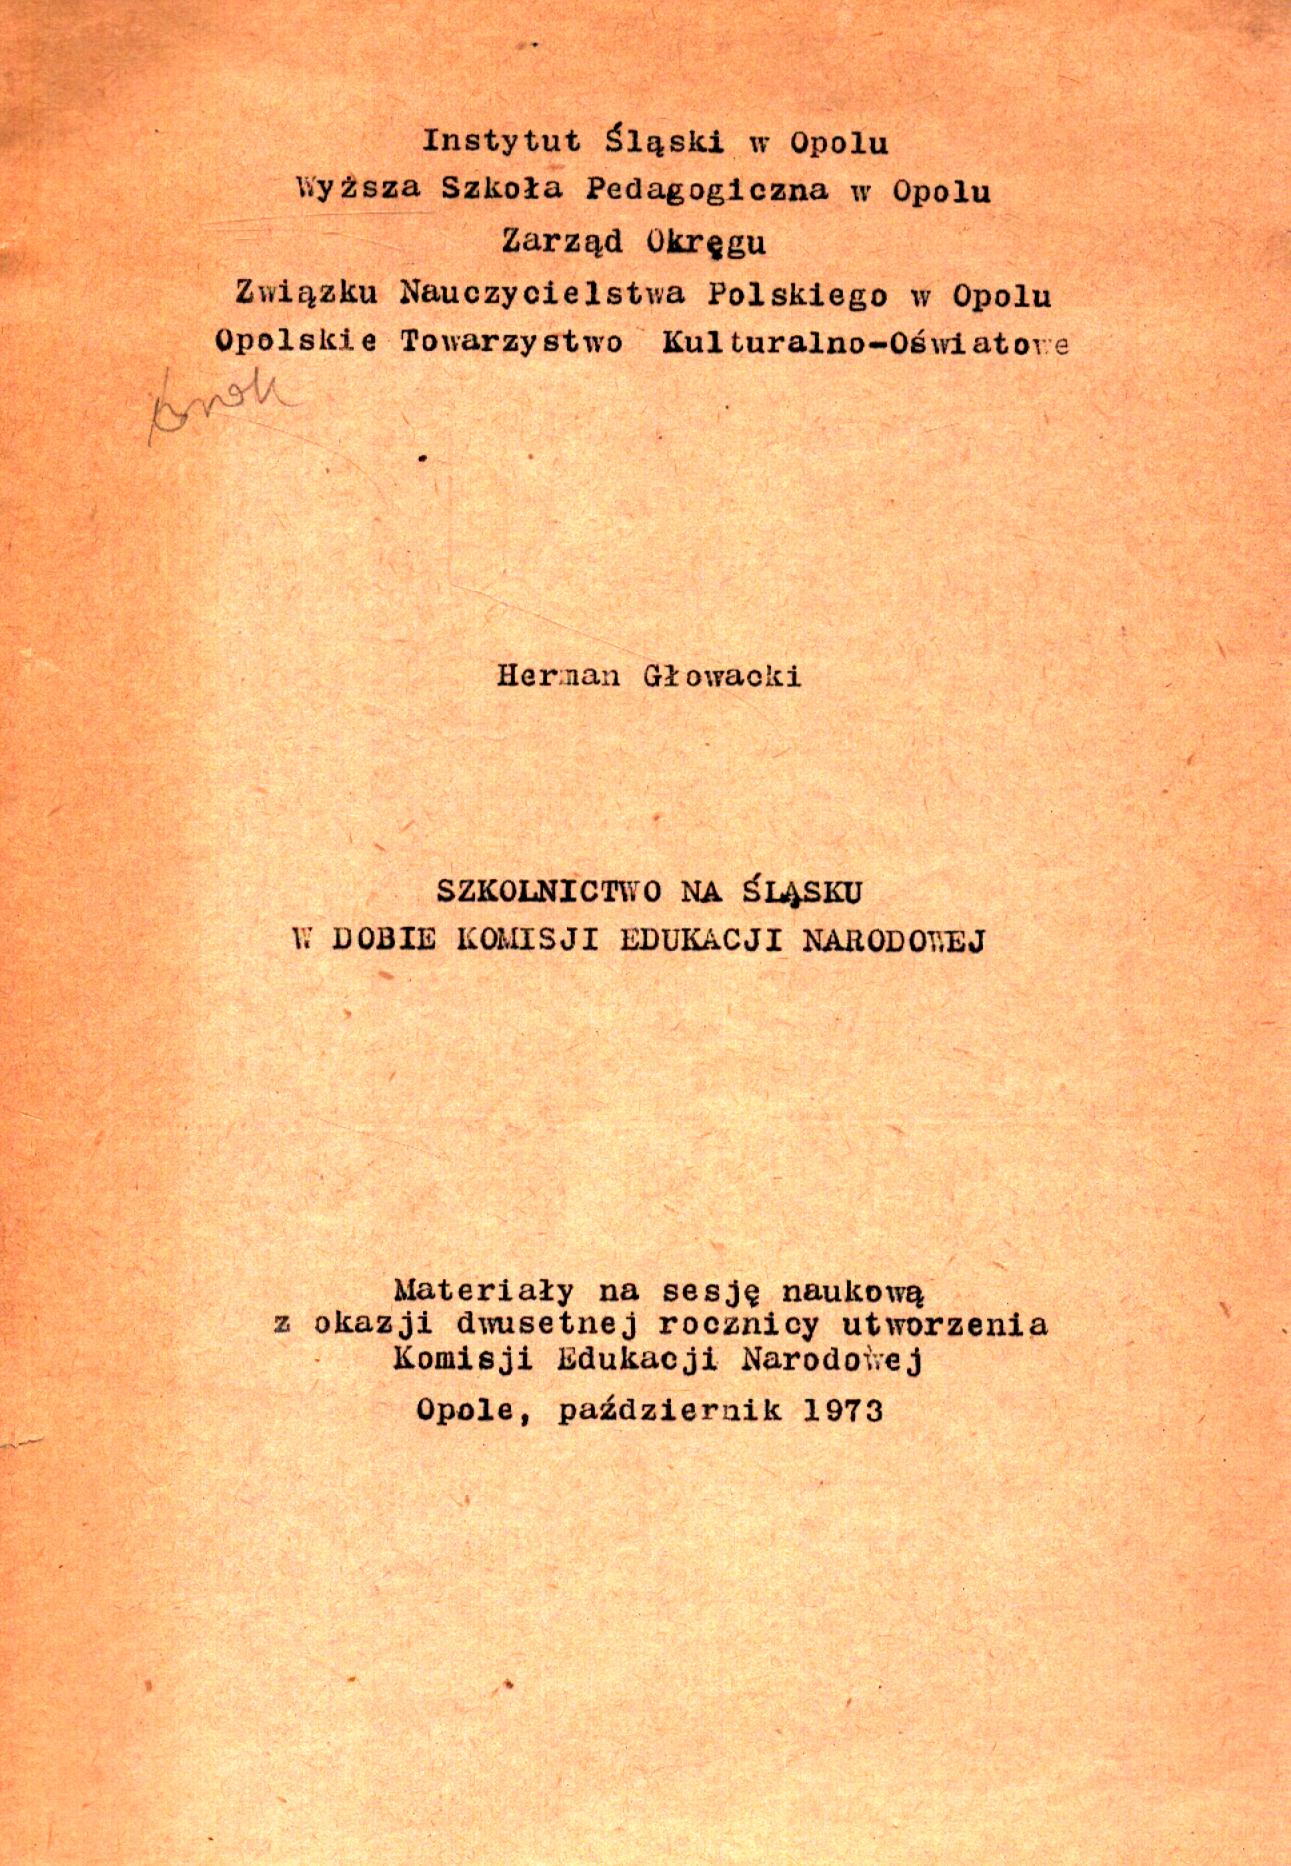 Instytut Śląski w Opolu
Wyższa Szkoła Pedagogiczna w Opolu
Zarząd Okręgu
Związku Nauczycielstwa Polskiego w Opolu
Opolskie Towarzystwo Kulturalno-Oświatowe
Herman Głowacki
SZKOLNICTWO NA ŚLĄSKU
W DOBIE KOMISJI EDUKACJI NARODOWEJ
Materiały na sesję naukową
z okazji dwusetnej rocznicy utworzenia
Komisji Edukacji Narodowej
Opole, październik 1973